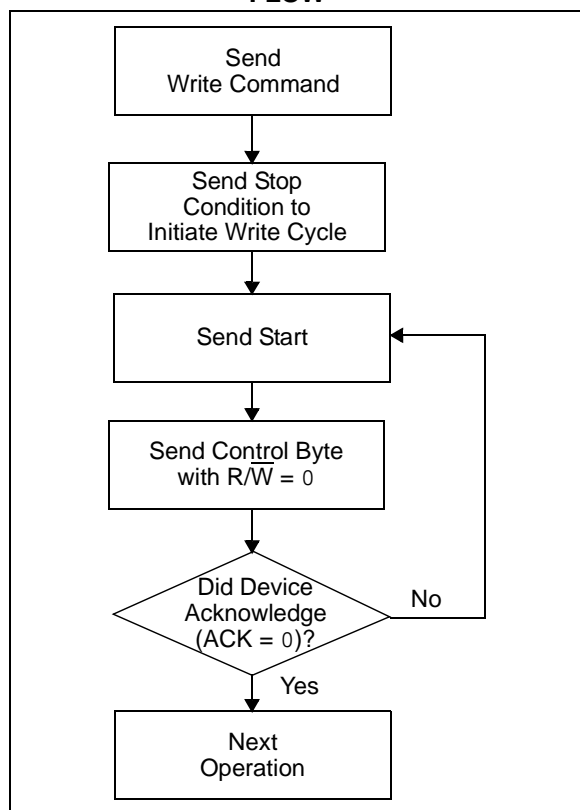 Send
Write Command
Send Stop
Condition to
Initiate Write Cycle
Send Start
Send Control Byte
with R/W̅ = 0
Did Device
Acknowledge
(ACK = 0)?
No
Yes
Next
Operation